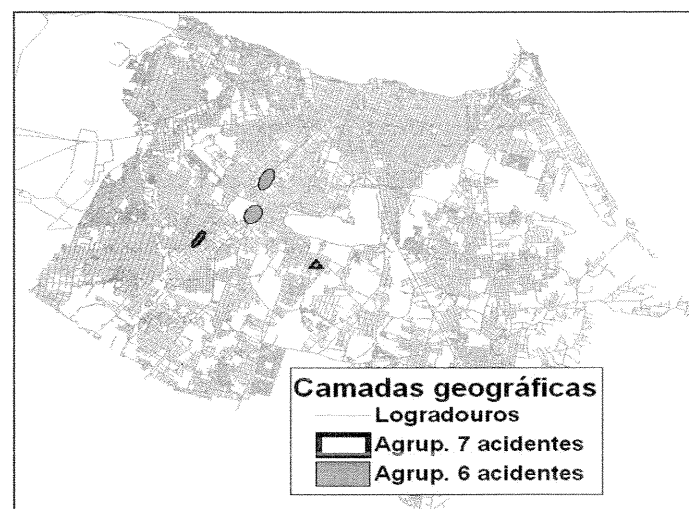 Camadas geográficas
Logradouros
Agrup. 7 acidentes
Agrup. 6 acidentes